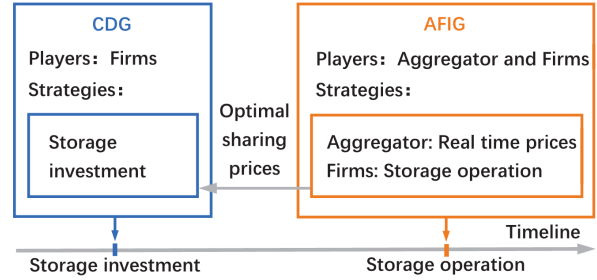 CDG
Players：Firms
Strategies：
Storage
investment
Optimal
sharing
prices
AFIG
Players：Aggregator and Firms
Strategies：
Aggregator: Real time prices
Firms: Storage operation
Timeline
Storage investment
Storage operation